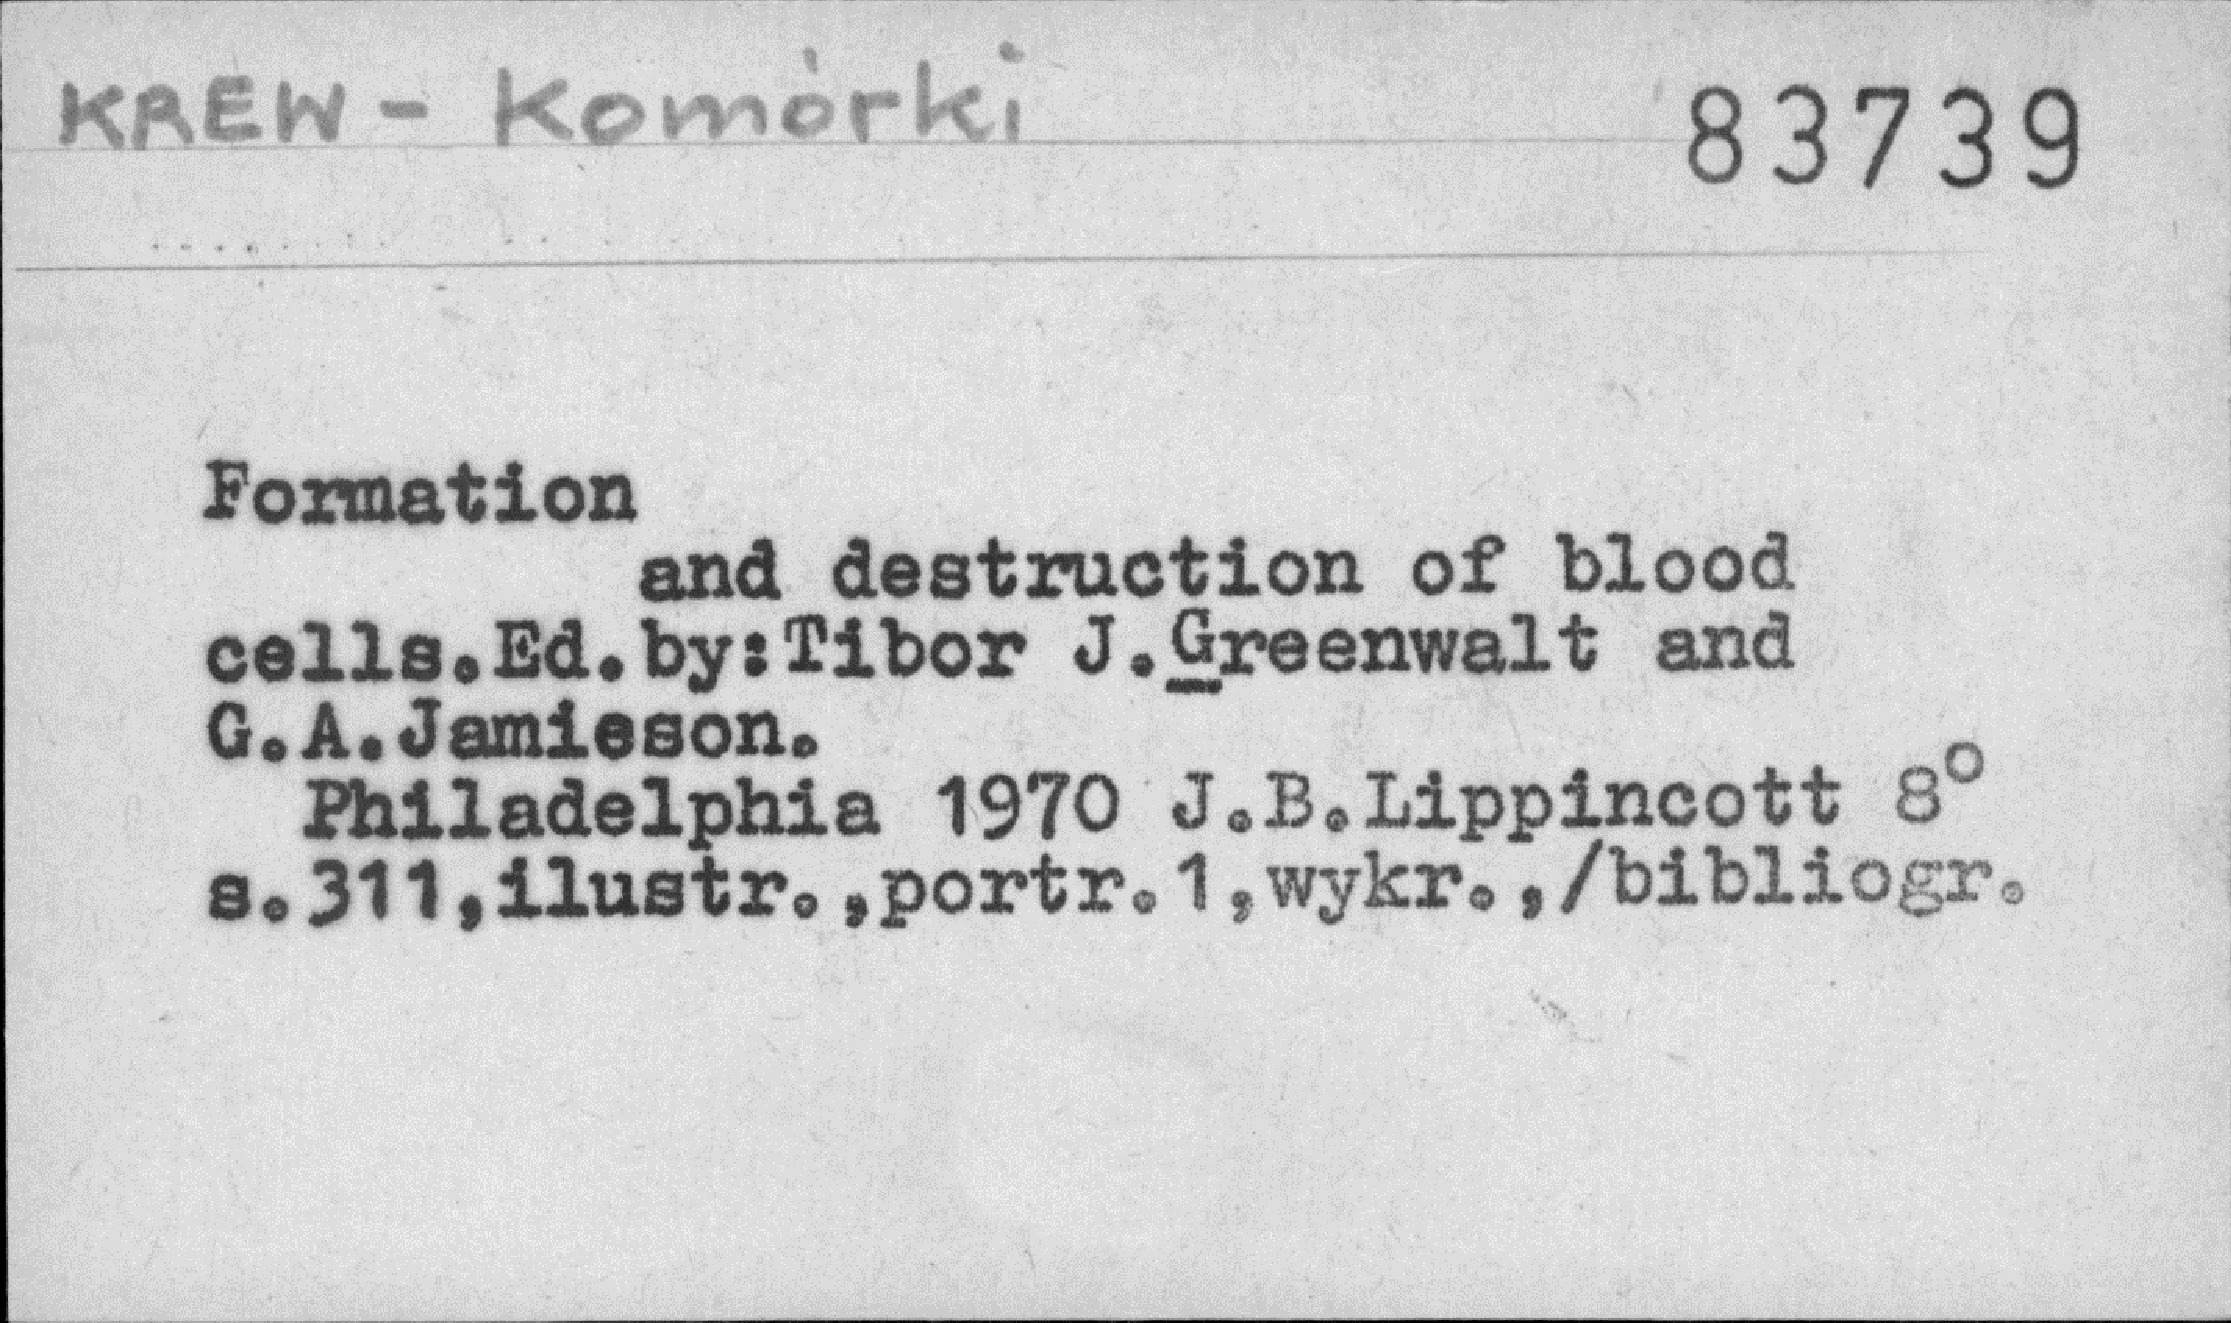 KREW - Komórki
83739
Formation
and destruction of blood
cells.Ed.by:Tibor J.Greenwalt and
G.A.Jamieson.
Philadelphia 1970 J.B.Lippincott 8°
s.311,ilustr.,portr.1,wykr.,/bibliogr.